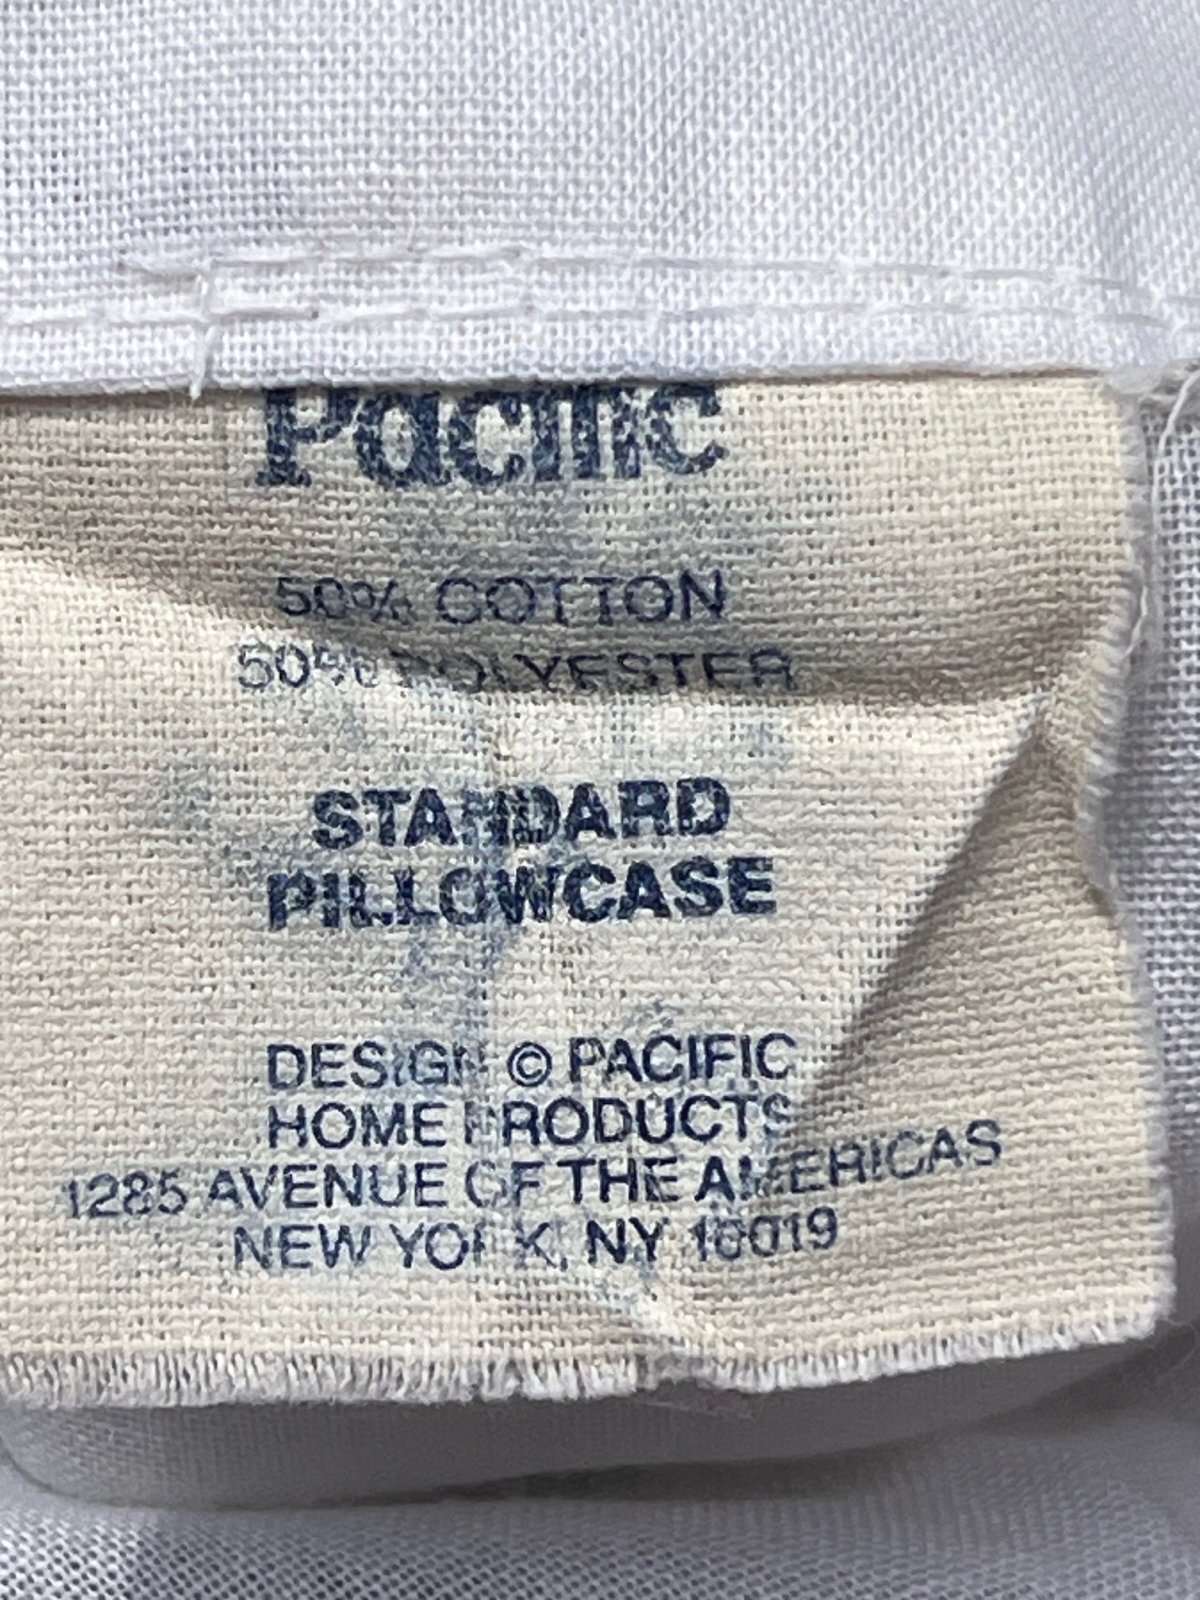 Pacific
50% COTTON
50% POLYESTER
STANDARD
PILLOWCASE
DESIGN © PACIFIC
HOME PRODUCTS
1285 AVENUE OF THE AMERICAS
NEW YORK, NY 10019